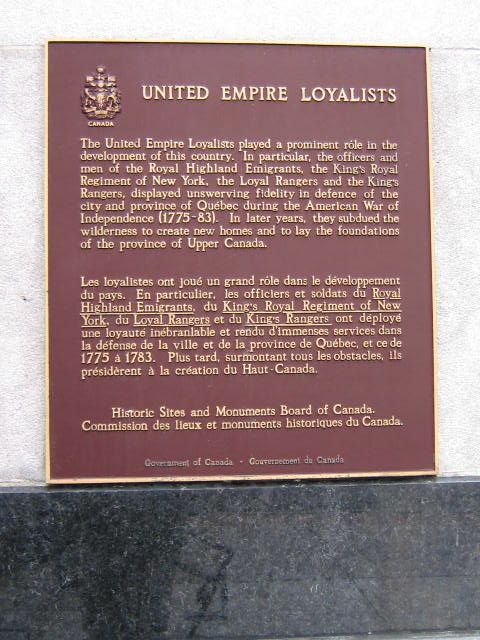 CANADA
UNITED EMPIRE LOYALISTS
The United Empire Loyalists played a prominent rôle in the
development of this country. In particular, the officers and
men of the Royal Highland Emigrants, the King's Royal
Regiment of New York, the Loyal Rangers and the King's
Rangers, displayed unswerving fidelity in defence of the
city and province of Québec during the American War of
Independence (1775-83). In later years, they subdued the
wilderness to create new homes and to lay the foundations
of the province of Upper Canada.
Les loyalistes ont joué un grand rôle dans le développement
du pays. En particulier, les officiers et soldats du Royal
Highland Emigrants, du King's Royal Regiment of New
York, du Loyal Rangers et du King's Rangers ont déployé
une loyauté inébranlable et rendu d'immenses services dans
la défense de la ville et de la province de Québec, et ce de
1775 à 1783. Plus tard, surmontant tous les obstacles, ils
présidèrent à la création du Haut-Canada.
Historic Sites and Monuments Board of Canada.
Commission des lieux et monuments historiques du Canada.
Government of Canada - Gouvernement du Canada